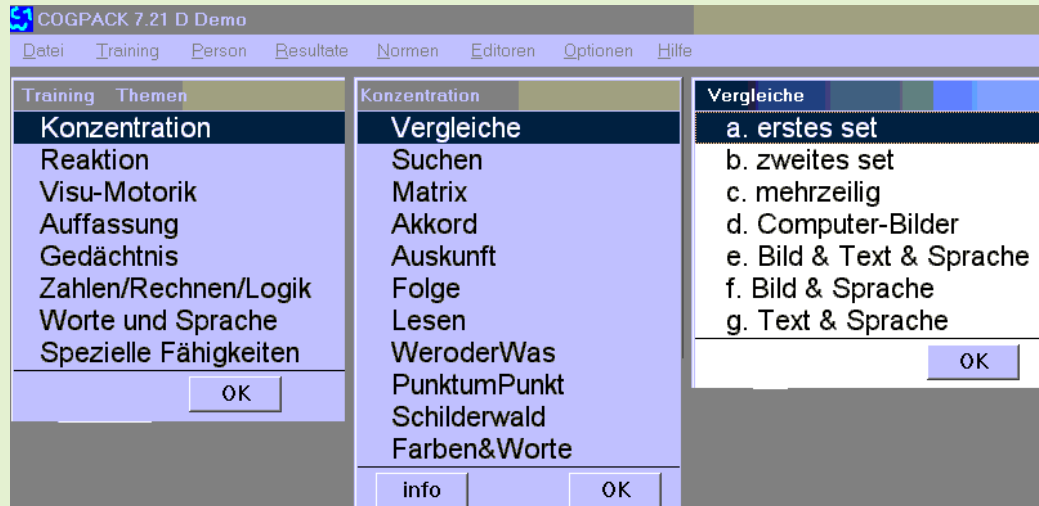 COGPACK 7.21 D Demo
Datei Training Person Resultate Normen Editoren Optionen Hilfe
Training Themen
Konzentration
Reaktion
Visu-Motorik
Auffassung
Gedächtnis
Zahlen/Rechnen/Logik
Worte und Sprache
Spezielle Fähigkeiten
OK
Konzentration
Vergleiche
Suchen
Matrix
Akkord
Auskunft
Folge
Lesen
WeroderWas
PunktumPunkt
Schilderwald
Farben&Worte
info OK
Vergleiche
a. erstes set
b. zweites set
c. mehrzeilig
d. Computer-Bilder
e. Bild & Text & Sprache
f. Bild & Sprache
g. Text & Sprache
OK